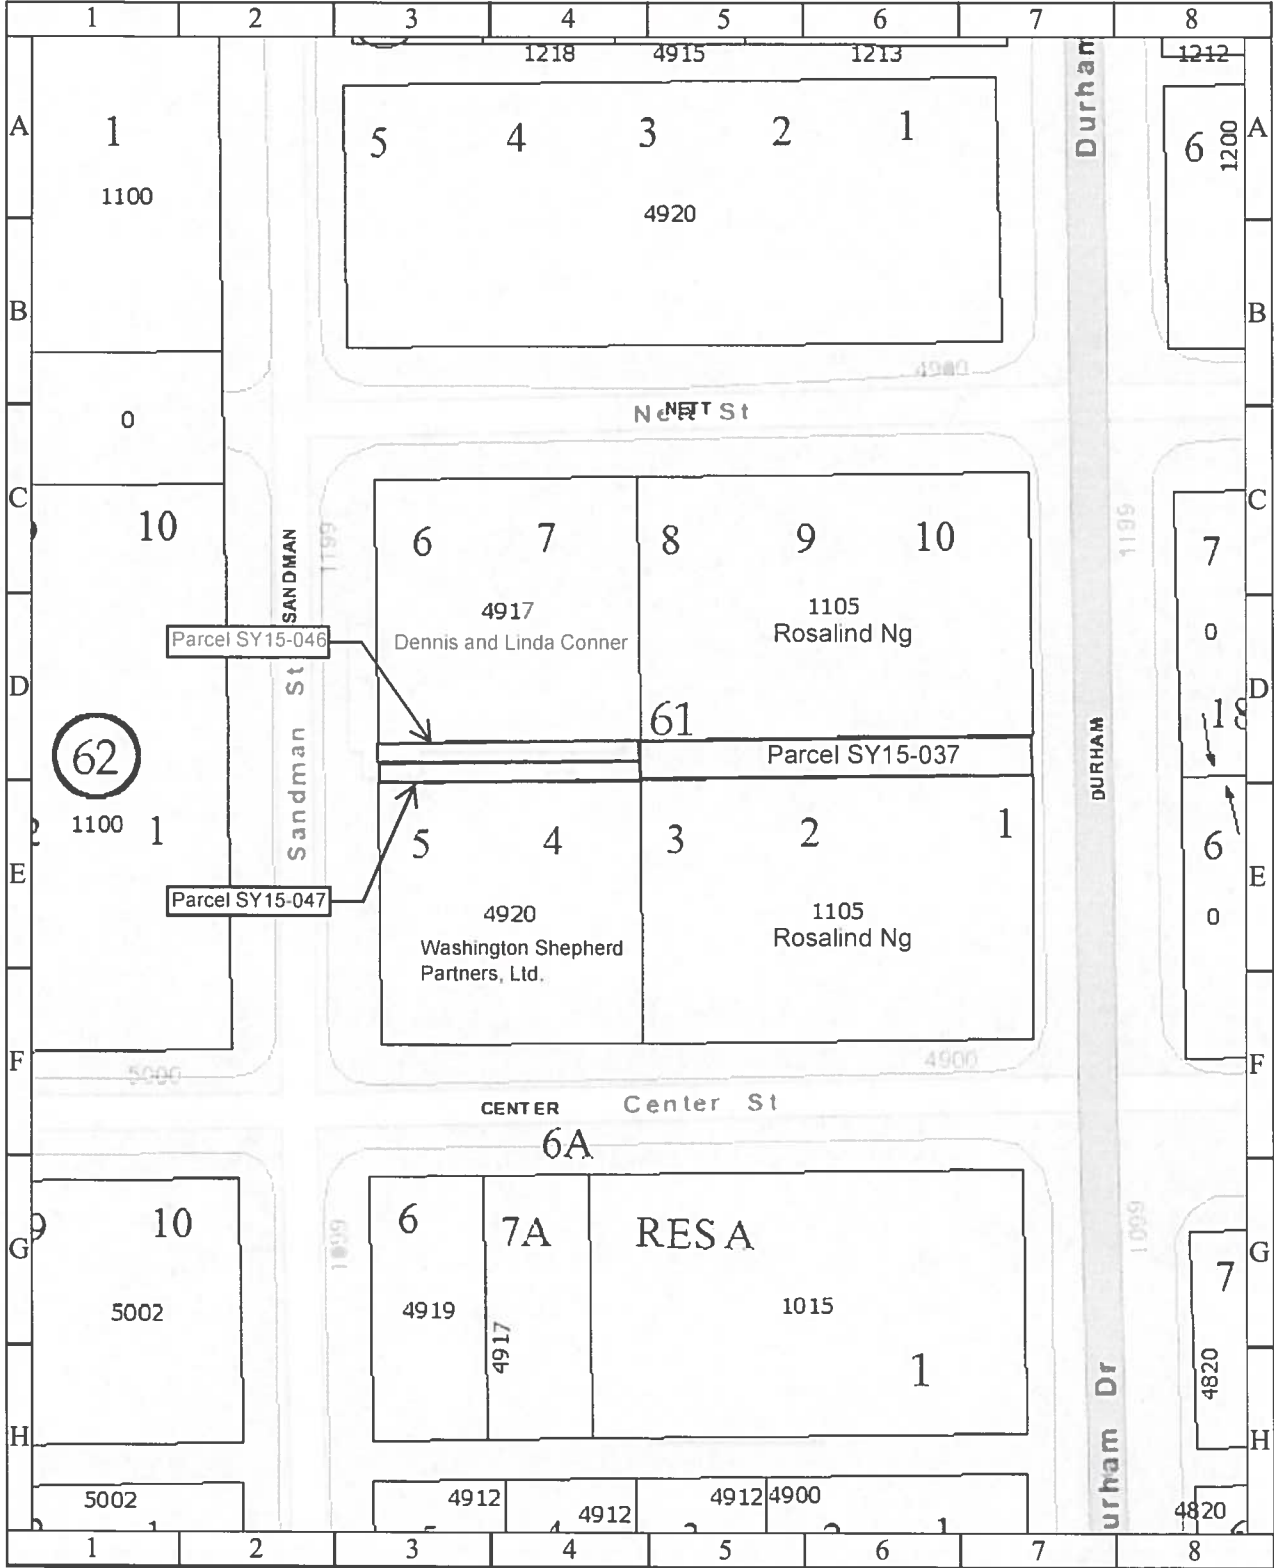 1 2 3 4 5 6 7 8
1218 4915 1213 1212
Durham
A 1 5 4 3 2 1 6 1200 A
1100 4920
B B
4900
0 Nett St NETT
C 10 6 7 8 9 10 7 C
SANDMAN 1199 1199
4917 1105 0
Parcel SY15-046 Dennis and Linda Conner Rosalind Ng
D Sandman St D
61 18
62 Parcel SY15-037 DURHAM
1100 1 5 4 3 2 1 6
E E
Parcel SY15-047 4920 1105 0
Washington Shepherd Rosalind Ng
Partners, Ltd.
F F
5000 4900
CENTER Center St
6A
9 10 6 7A RES A 1099 1099
G 7 G
5002 4919 4917 1015
1 4820
H Durham Dr H
5002 4912 4912 4912 4900 4820
1 2 3 4 5 6 7 8